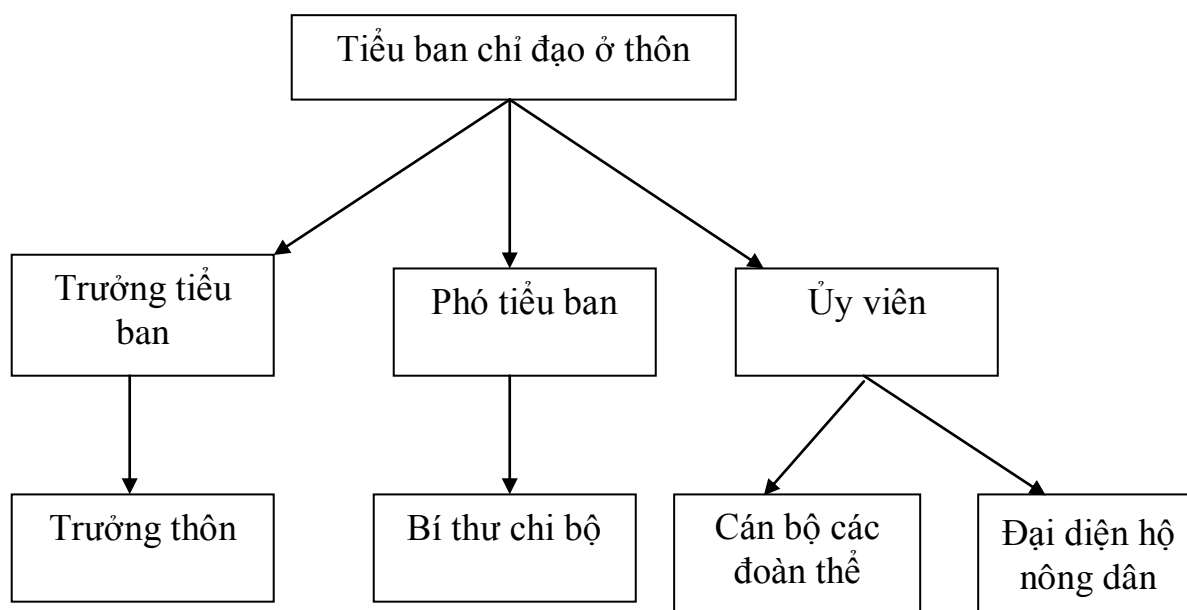 Tiểu ban chỉ đạo ở thôn
Trưởng tiểu
ban
Phó tiểu ban
Ủy viên
Trưởng thôn
Bí thư chi bộ
Cán bộ các
đoàn thể
Đại diện hộ
nông dân